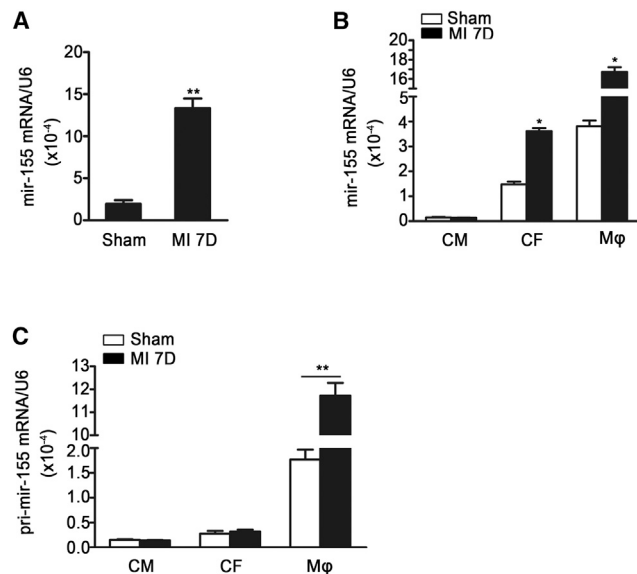 A
mir-155 mRNA/U6
(x10-4)
20
15
10
5
0
**
Sham
MI 7D
B
Sham
MI 7D
mir-155 mRNA/U6
(x10-4)
20
18
16
14
6
4
3
2
1
0
*
*
CM
CF
Mφ
C
Sham
MI 7D
pri-mir-155 mRNA/U6
(x10-4)
13
12
11
10
2.0
1.5
1.0
0.5
0.0
**
CM
CF
Mφ